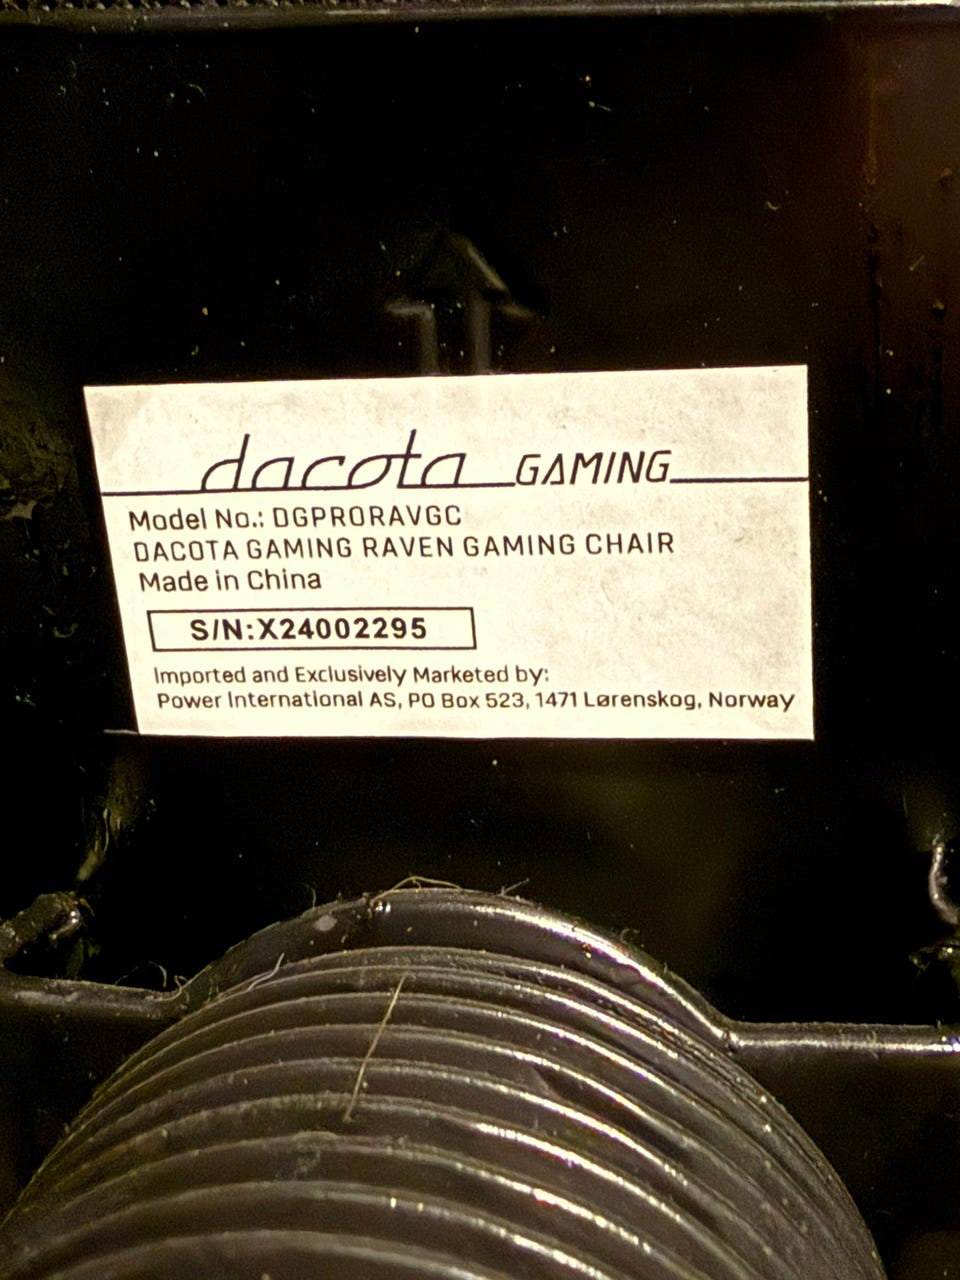 dacota GAMING
Model No.: DGPRORAVGC
DACOTA GAMING RAVEN GAMING CHAIR
Made in China
S/N:X24002295
Imported and Exclusively Marketed by:
Power International AS, PO Box 523, 1471 Lørenskog, Norway